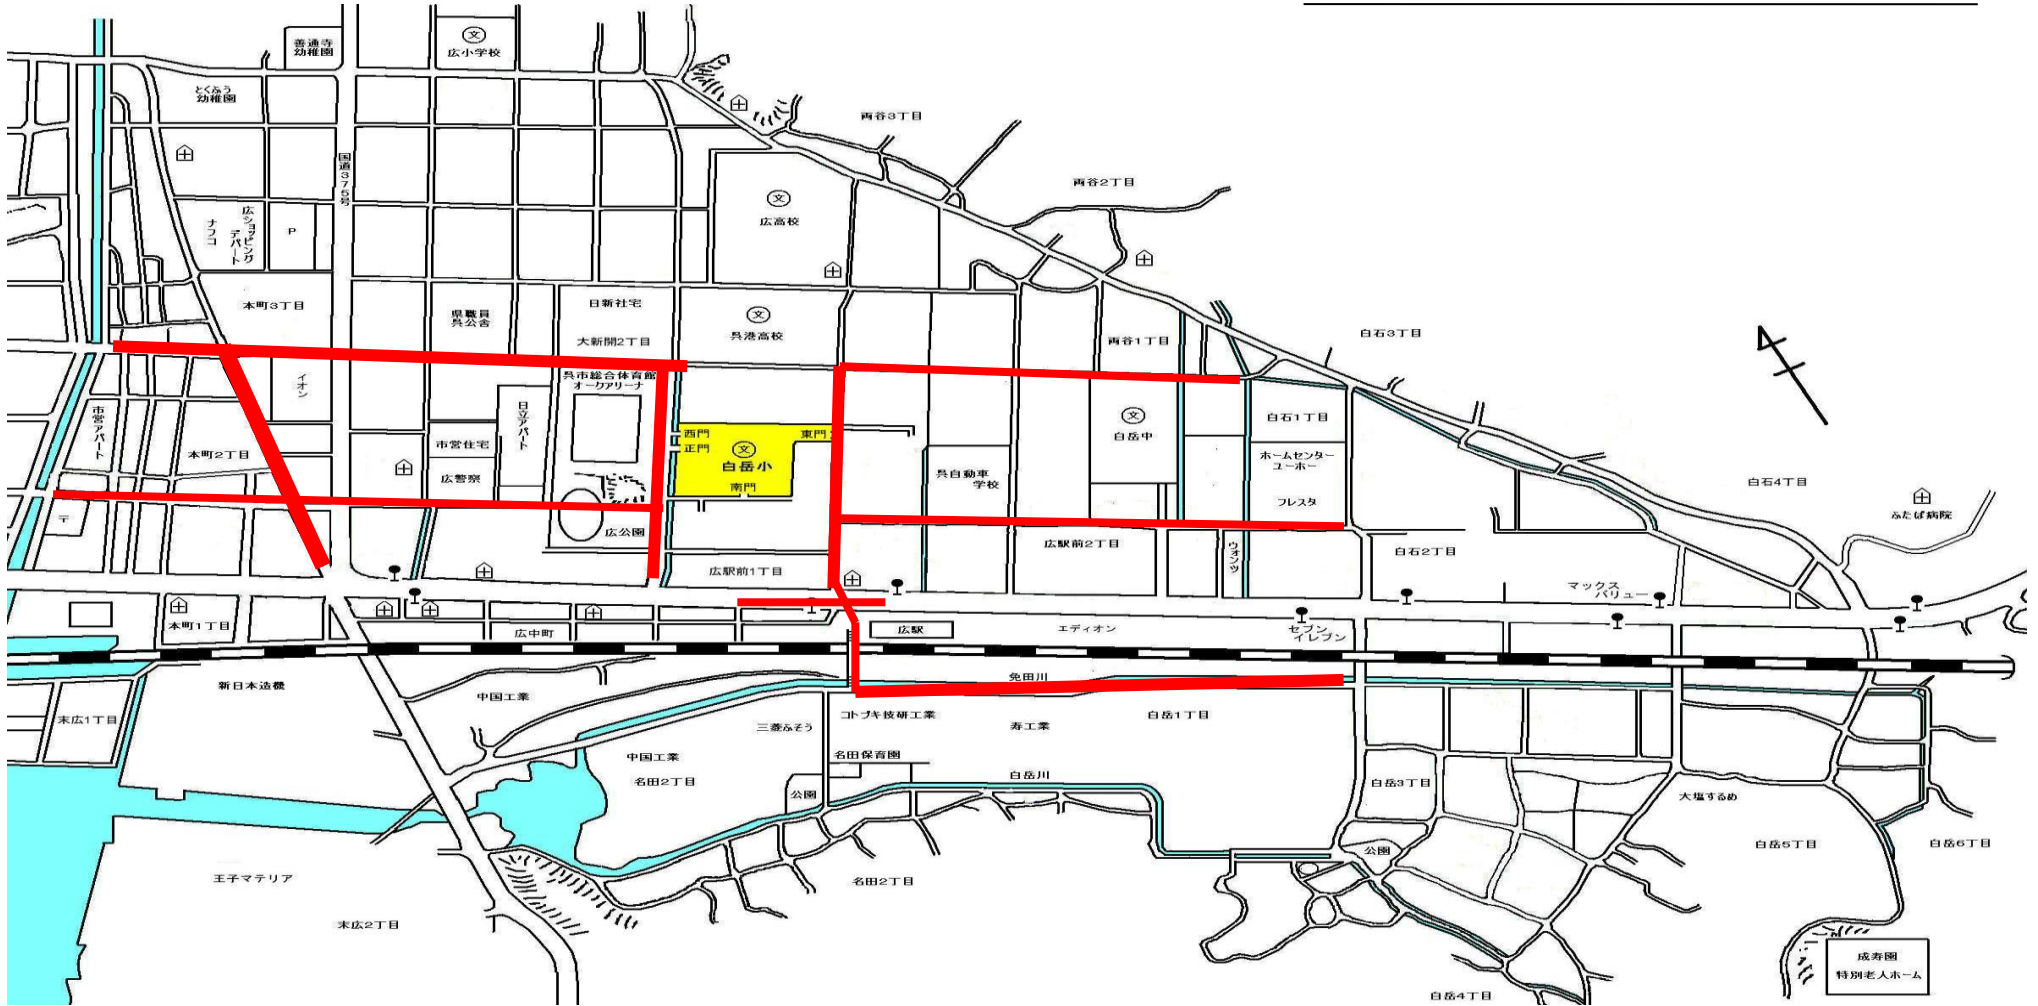 善通寺
幼稚園
文
広小学校
とくふう
幼稚園
両谷3丁目
国道375号
両谷2丁目
文
広高校
広ショッピング
デパート
ナフコ
P
本町3丁目
県職員
呉公舎
日新社宅
文
呉港高校
大新開2丁目
両谷1丁目
白石3丁目
イオン
呉市総合体育館
オークアリーナ
日立アパート
市営アパート
本町2丁目
市営住宅
広警察
西門
正門
東門
文
白岳小
南門
文
白岳中
白石1丁目
ホームセンター
ユーホー
呉自動車
学校
フレスタ
白石4丁目
ふたば病院
〒
広公園
広駅前1丁目
広駅前2丁目
ウォンツ
白石2丁目
マックス
バリュー
本町1丁目
広中町
広駅
エディオン
セブン
イレブン
新日本造機
中国工業
免田川
末広1丁目
三菱ふそう
コトブキ技研工業
寿工業
白岳1丁目
中国工業
名田2丁目
名田保育園
公園
白岳川
白岳3丁目
大塩するめ
公園
白岳5丁目
白岳6丁目
王子マテリア
名田2丁目
末広2丁目
成寿園
特別老人ホーム
白岳4丁目